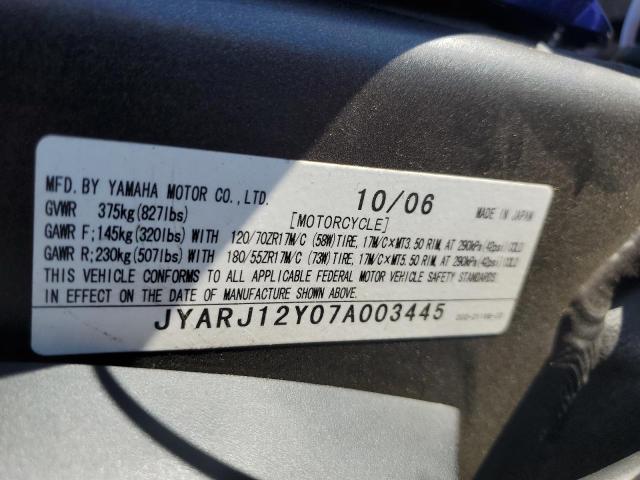 MFD. BY YAMAHA MOTOR CO., LTD. 10/06 MADE IN JAPAN
GVWR 375kg(827lbs) [MOTORCYCLE]
GAWR F;145kg(320lbs) WITH 120/70ZR17M/C (58W)TIRE, 17M/C×MT3.50 RIM, AT 290kPa(42psi)COLD
GAWR R;230kg(507lbs) WITH 180/55ZR17M/C (73W)TIRE, 17M/C×MT5.50 RIM, AT 290kPa(42psi)COLD
THIS VEHICLE CONFORMS TO ALL APPLICABLE FEDERAL MOTOR VEHICLE SAFETY STANDARDS
IN EFFECT ON THE DATE OF MANUFACTURE SHOWN ABOVE.
JYARJ12Y07A003445